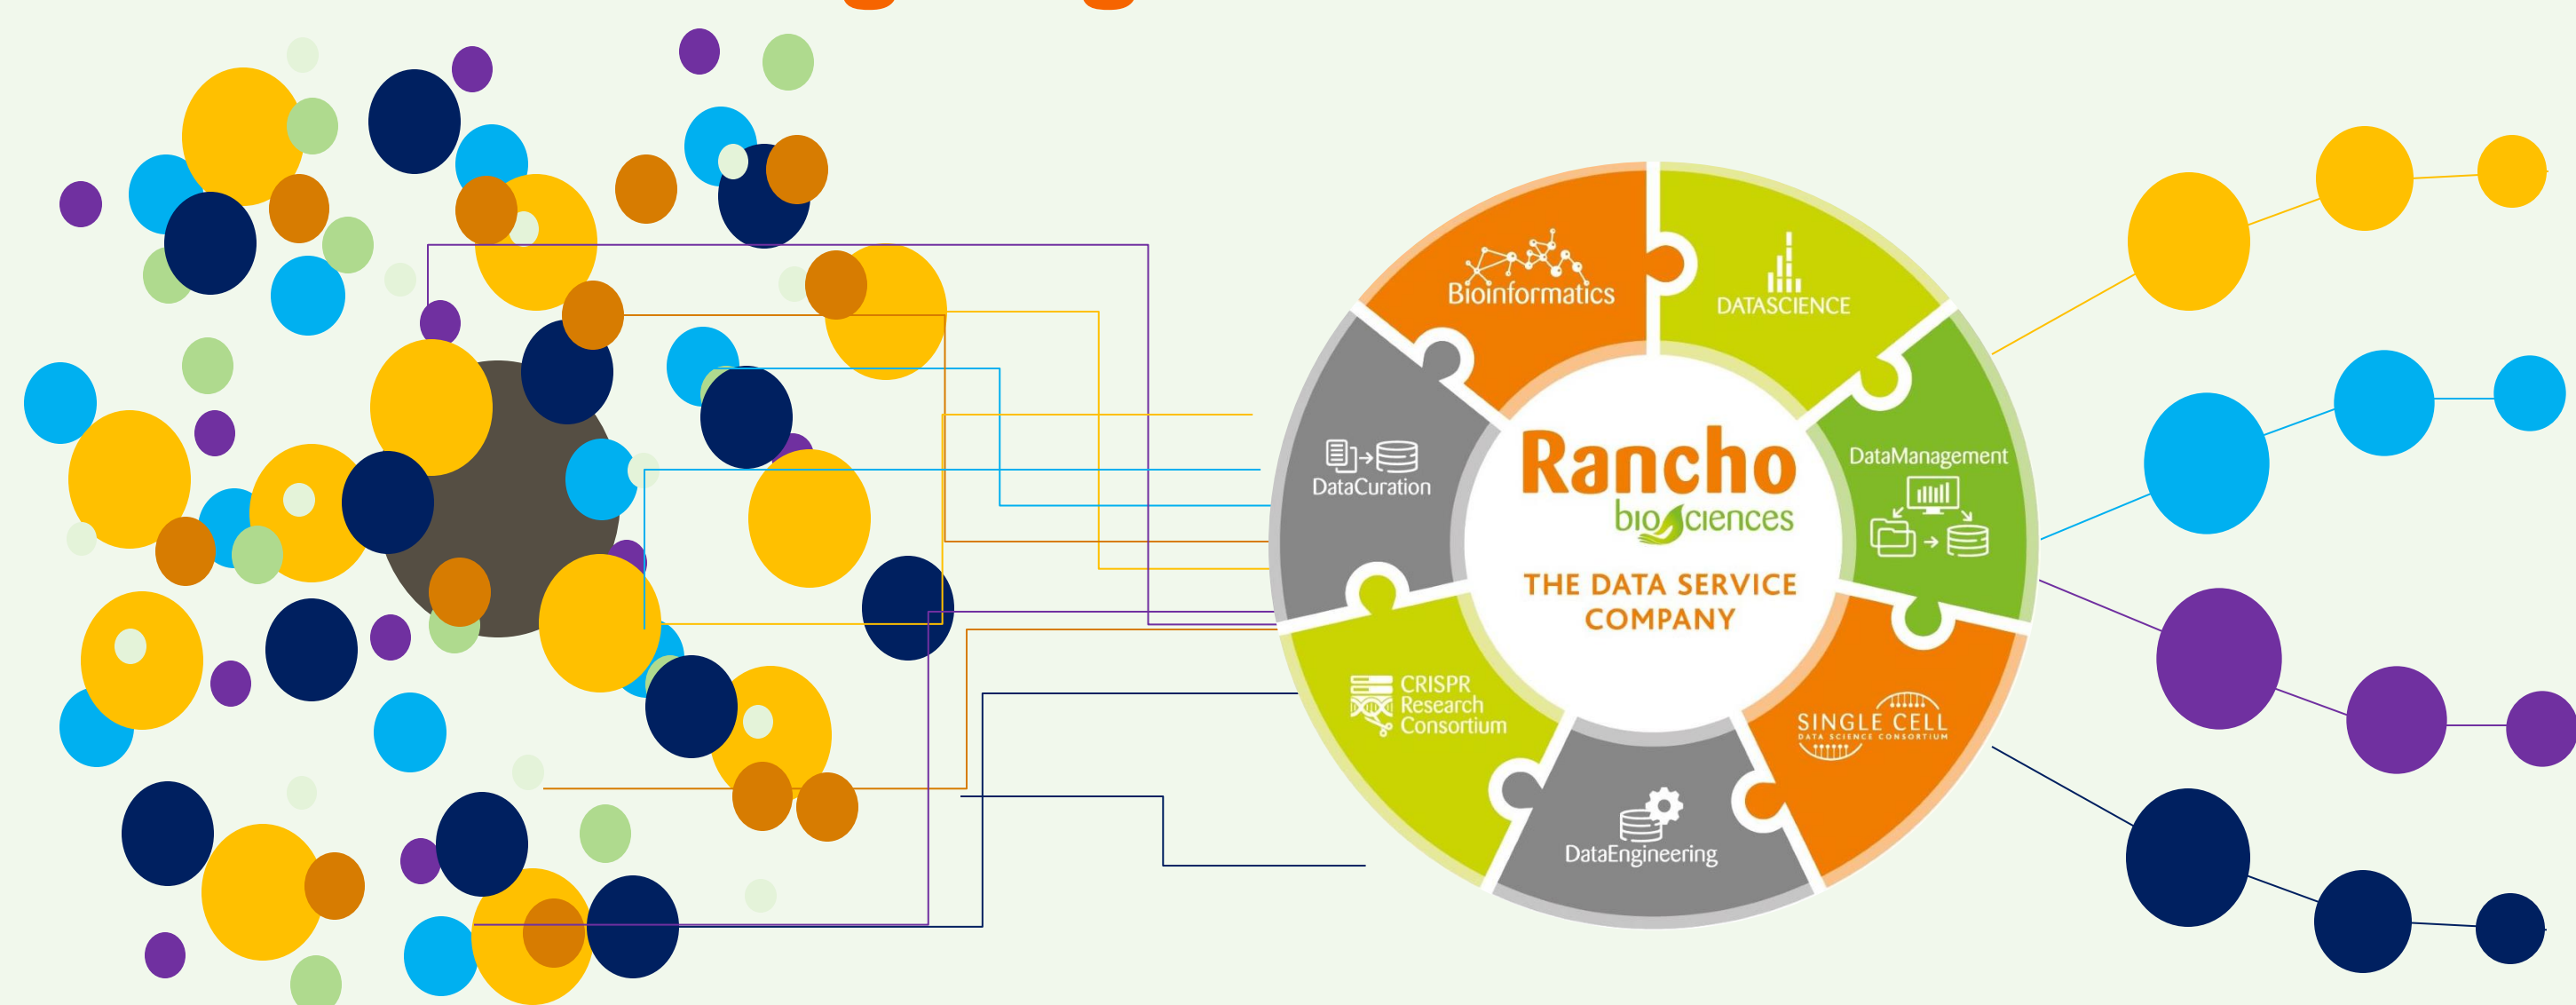 Bioinformatics
DATASCIENCE
DataManagement
DataCuration
Rancho
biosciences
THE DATA SERVICE
COMPANY
CRISPR
Research
Consortium
SINGLE CELL
DATA SCIENCE CONSORTIUM
DataEngineering